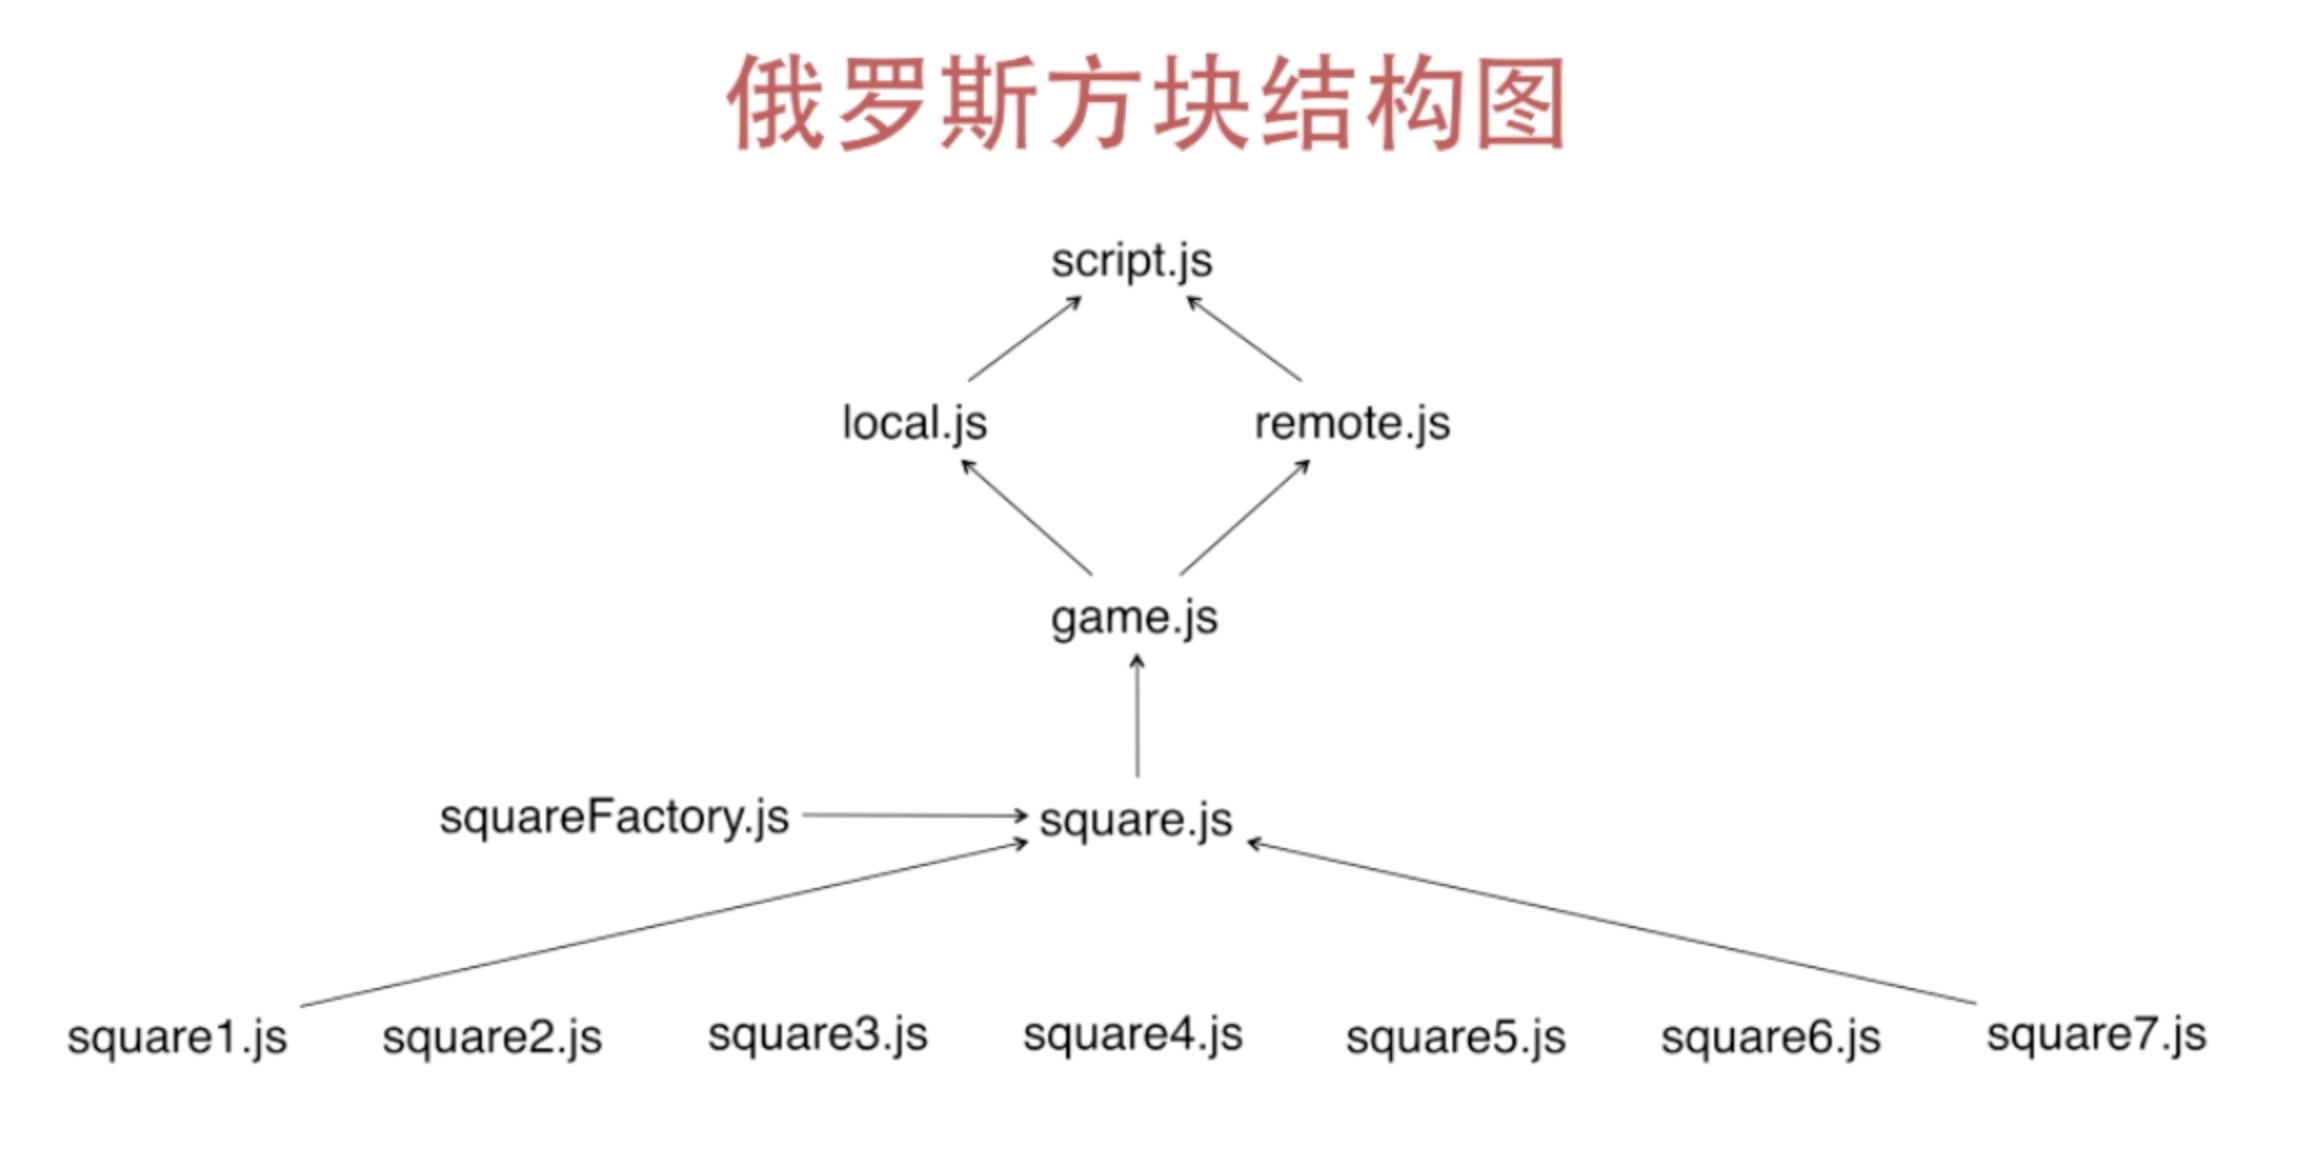 俄罗斯方块结构图
script.js
local.js remote.js
game.js
squareFactory.js square.js
square1.js square2.js square3.js square4.js square5.js square6.js square7.js